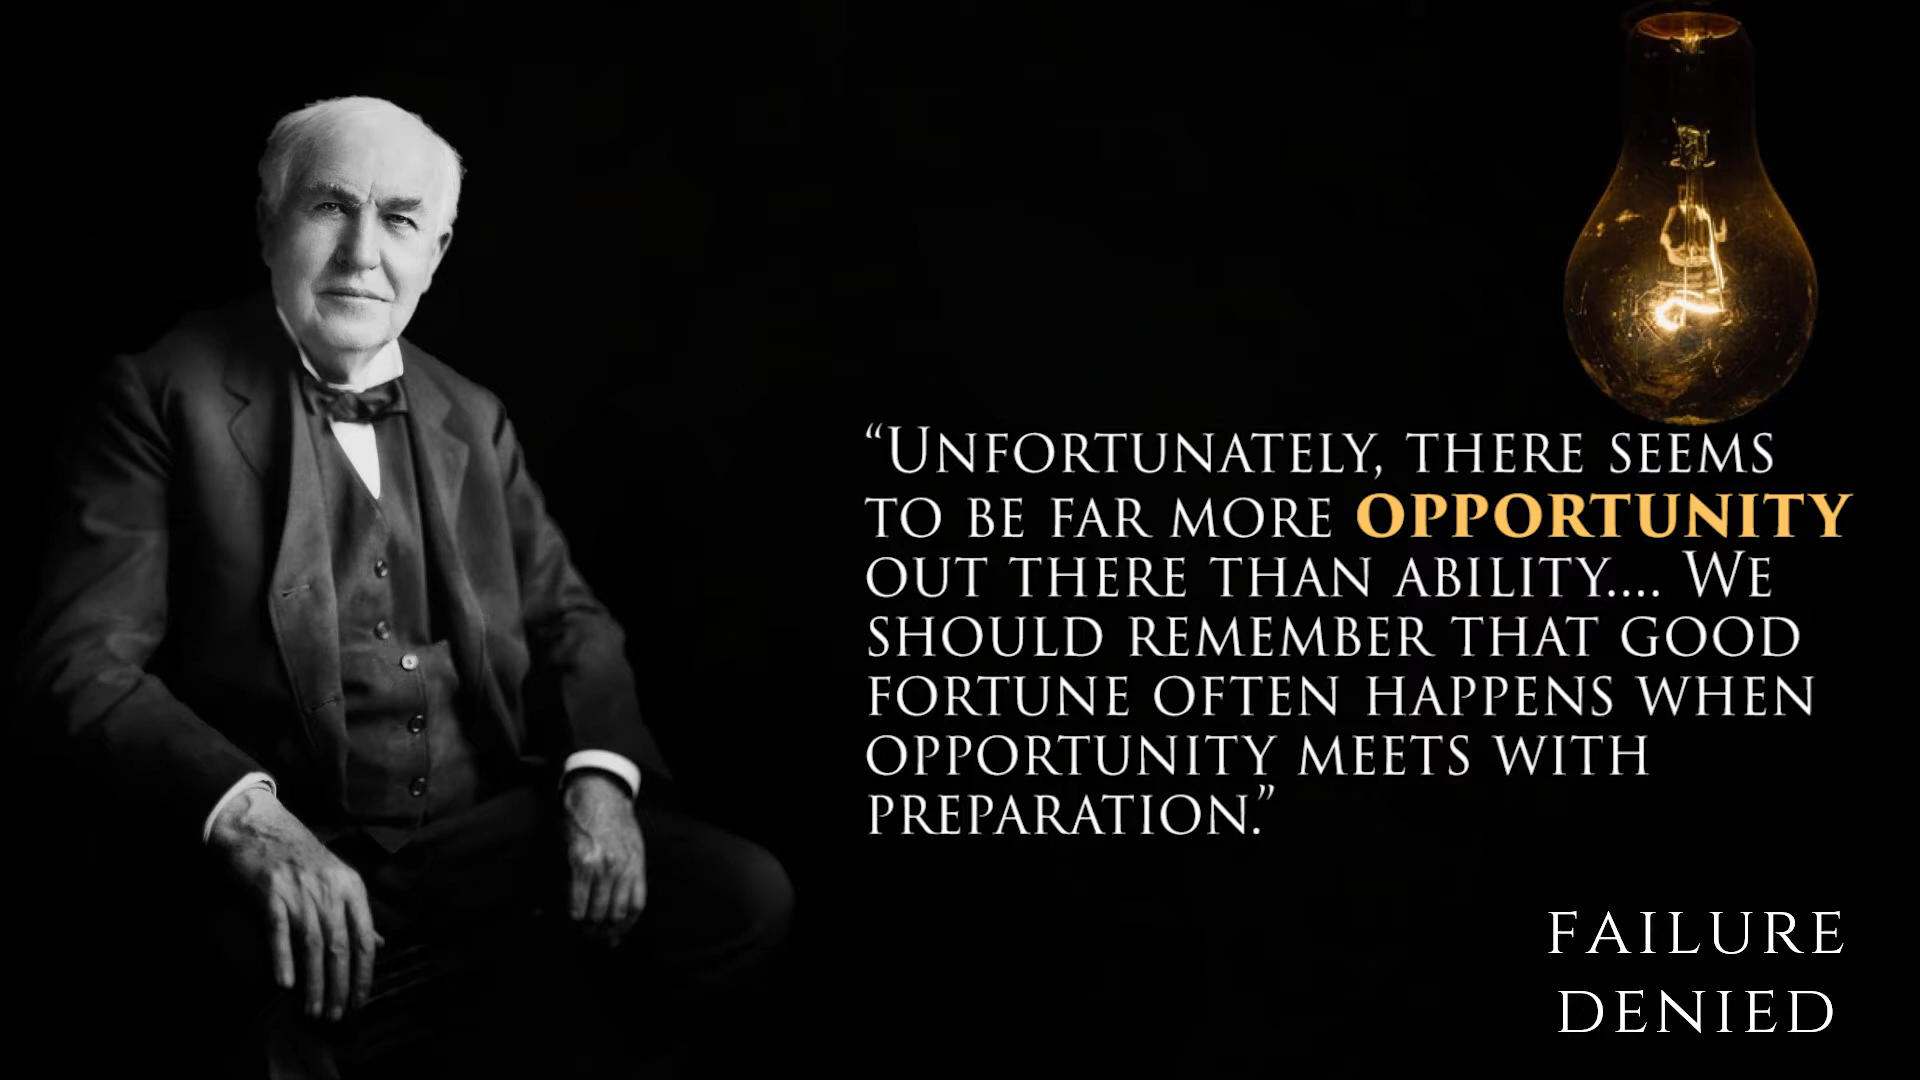 “Unfortunately, there seems
to be far more OPPORTUNITY
out there than ability.... We
should remember that good
fortune often happens when
opportunity meets with
preparation.”
FAILURE
DENIED